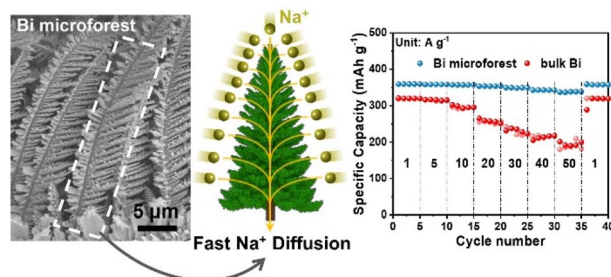 Bi microforest
5 μm
Na⁺
Fast Na⁺ Diffusion
Specific Capacity (mAh g⁻¹)
500
400
300
200
100
0
Unit: A g⁻¹
Bi microforest
bulk Bi
1 5 10 20 30 40 50 1
0 5 10 15 20 25 30 35 40
Cycle number